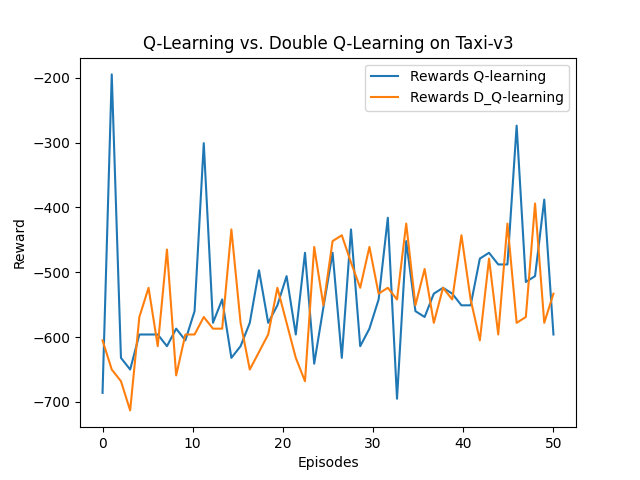 Q-Learning vs. Double Q-Learning on Taxi-v3
Rewards Q-learning
Rewards D_Q-learning
Reward
−200
−300
−400
−500
−600
−700
0 10 20 30 40 50
Episodes